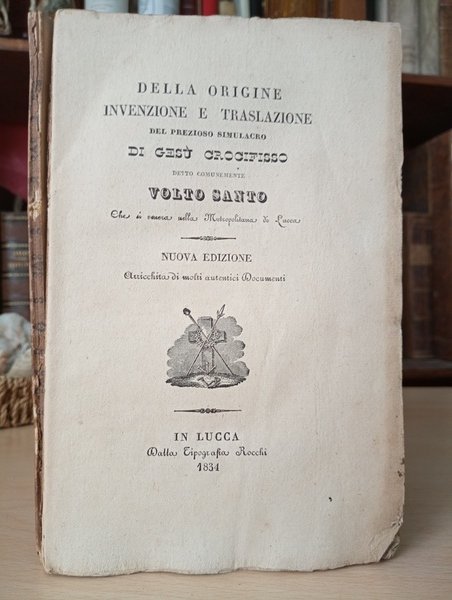 DELLA ORIGINE
INVENZIONE E TRASLAZIONE
DEL PREZIOSO SIMULACRO
DI GESÙ CROCIFISSO
DETTO COMUNEMENTE
VOLTO SANTO
Che si venera nella Metropolitana di Lucca
NUOVA EDIZIONE
Arricchita di molti autentici Documenti
IN LUCCA
Dalla Tipografia Rocchi
1834